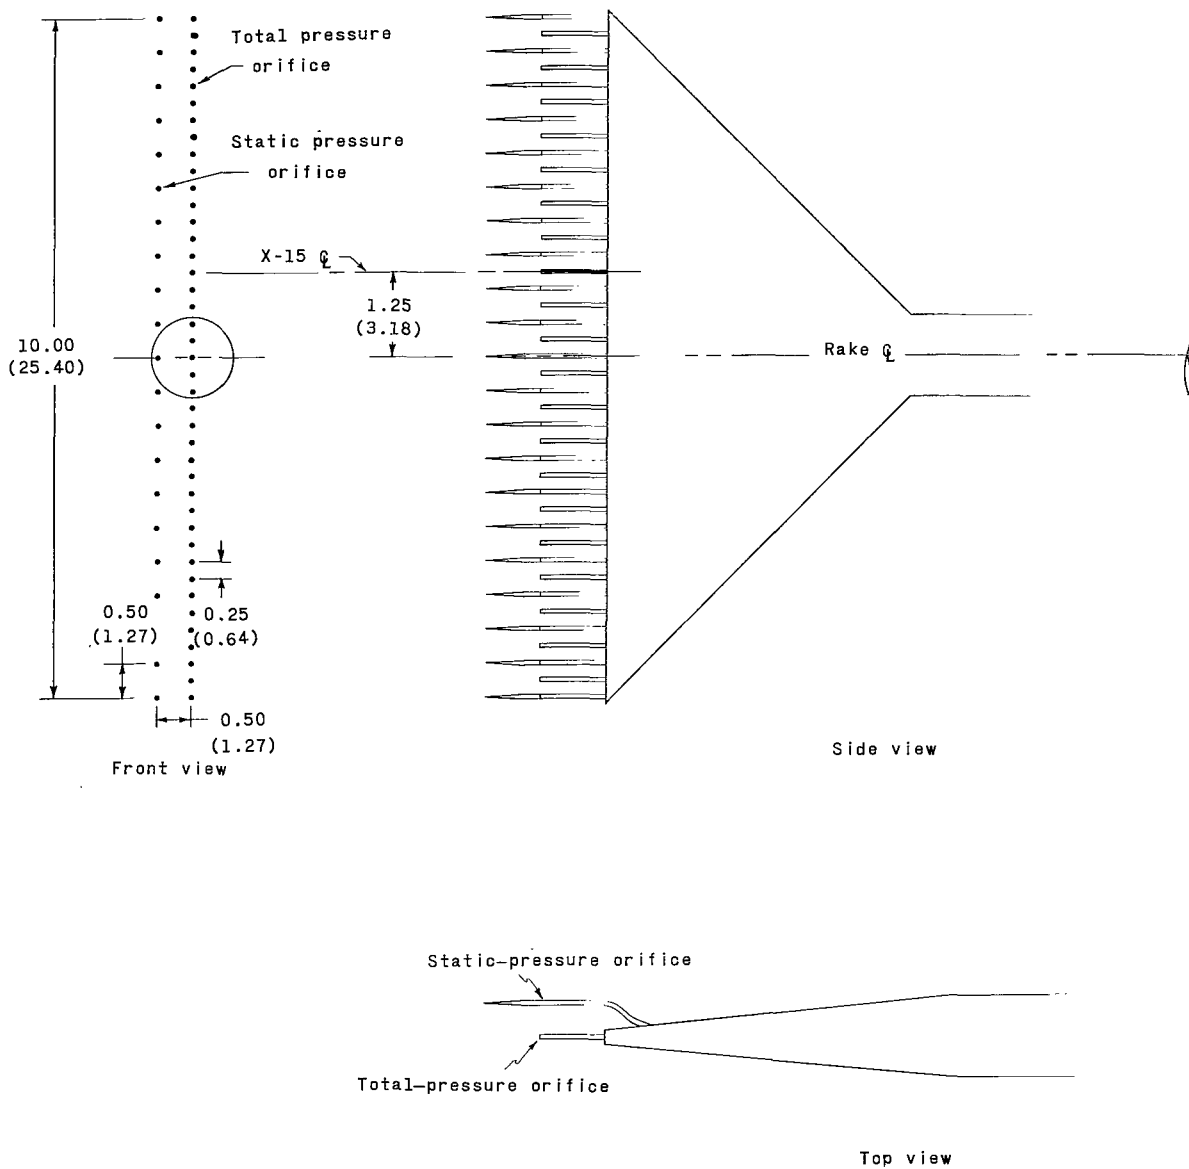 Total pressure
orifice
Static pressure
orifice
X-15 ℄
1.25
(3.18)
10.00
(25.40)
Rake ℄
0.50
(1.27)
0.25
(0.64)
0.50
(1.27)
Front view
Side view
Static-pressure orifice
Total-pressure orifice
Top view